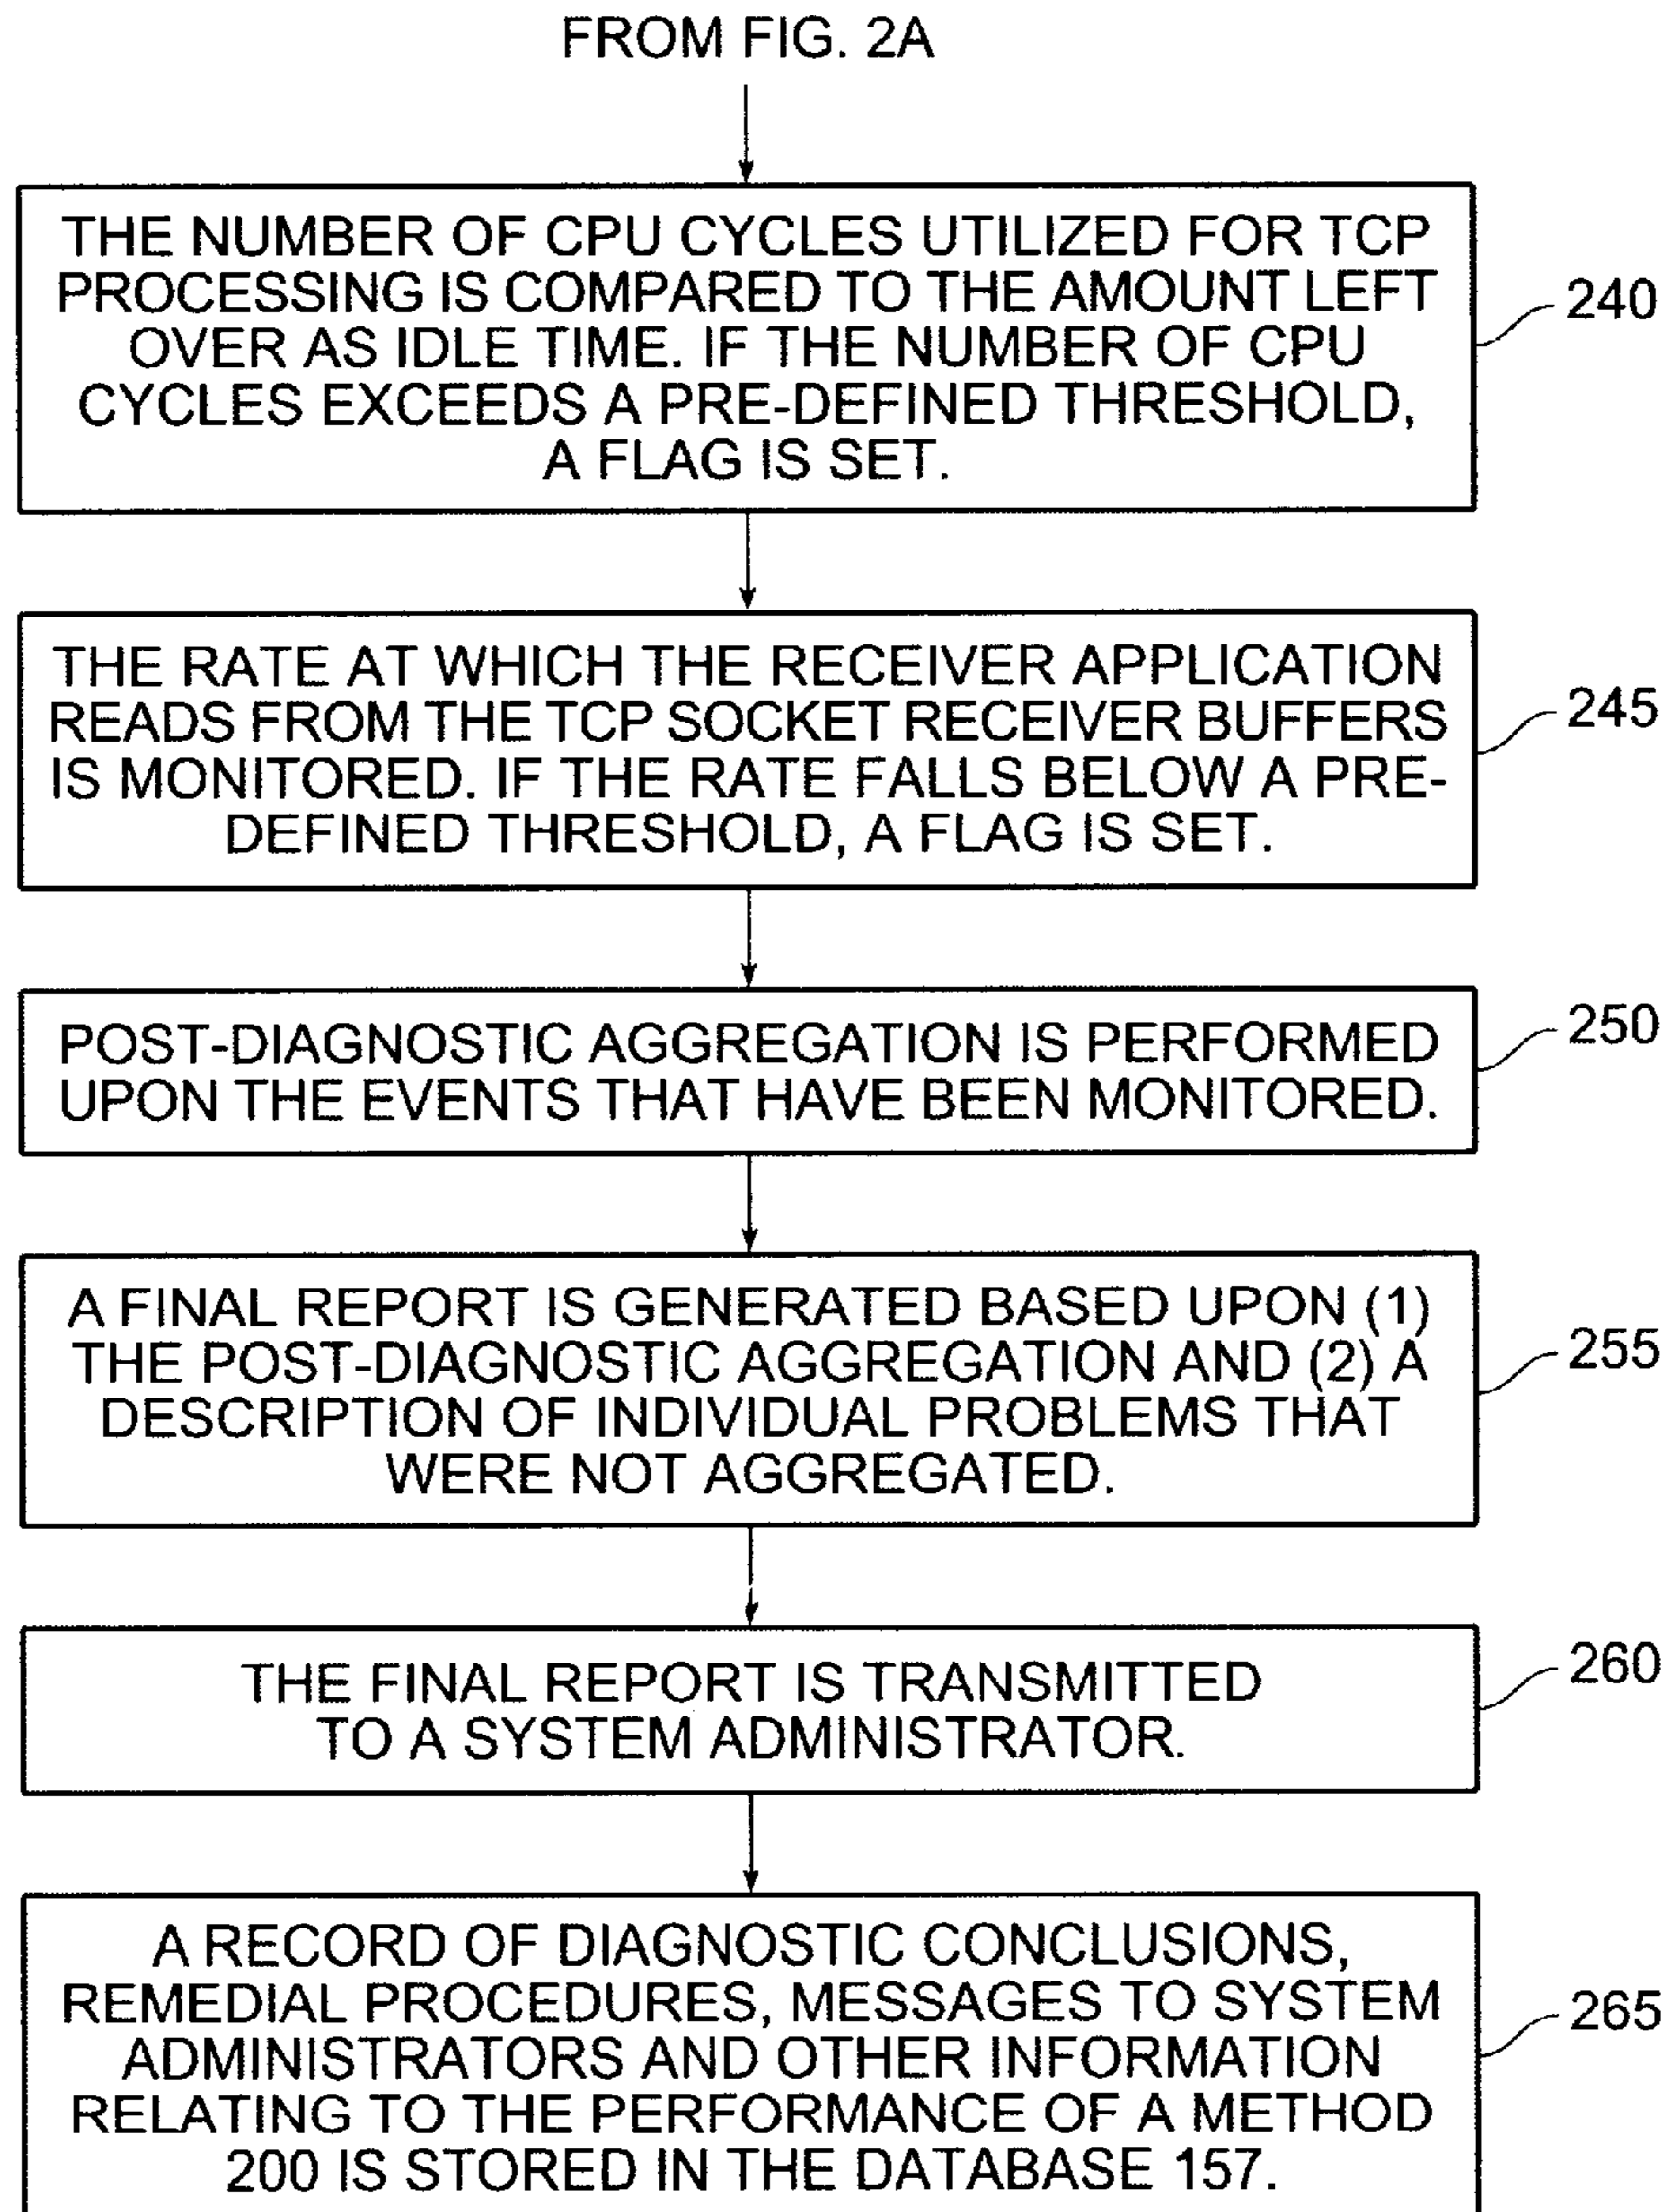 FROM FIG. 2A
THE NUMBER OF CPU CYCLES UTILIZED FOR TCP
PROCESSING IS COMPARED TO THE AMOUNT LEFT
OVER AS IDLE TIME. IF THE NUMBER OF CPU
CYCLES EXCEEDS A PRE-DEFINED THRESHOLD,
A FLAG IS SET.
240
THE RATE AT WHICH THE RECEIVER APPLICATION
READS FROM THE TCP SOCKET RECEIVER BUFFERS
IS MONITORED. IF THE RATE FALLS BELOW A PRE-
DEFINED THRESHOLD, A FLAG IS SET.
245
POST-DIAGNOSTIC AGGREGATION IS PERFORMED
UPON THE EVENTS THAT HAVE BEEN MONITORED.
250
A FINAL REPORT IS GENERATED BASED UPON (1)
THE POST-DIAGNOSTIC AGGREGATION AND (2) A
DESCRIPTION OF INDIVIDUAL PROBLEMS THAT
WERE NOT AGGREGATED.
255
THE FINAL REPORT IS TRANSMITTED
TO A SYSTEM ADMINISTRATOR.
260
A RECORD OF DIAGNOSTIC CONCLUSIONS,
REMEDIAL PROCEDURES, MESSAGES TO SYSTEM
ADMINISTRATORS AND OTHER INFORMATION
RELATING TO THE PERFORMANCE OF A METHOD
200 IS STORED IN THE DATABASE 157.
265